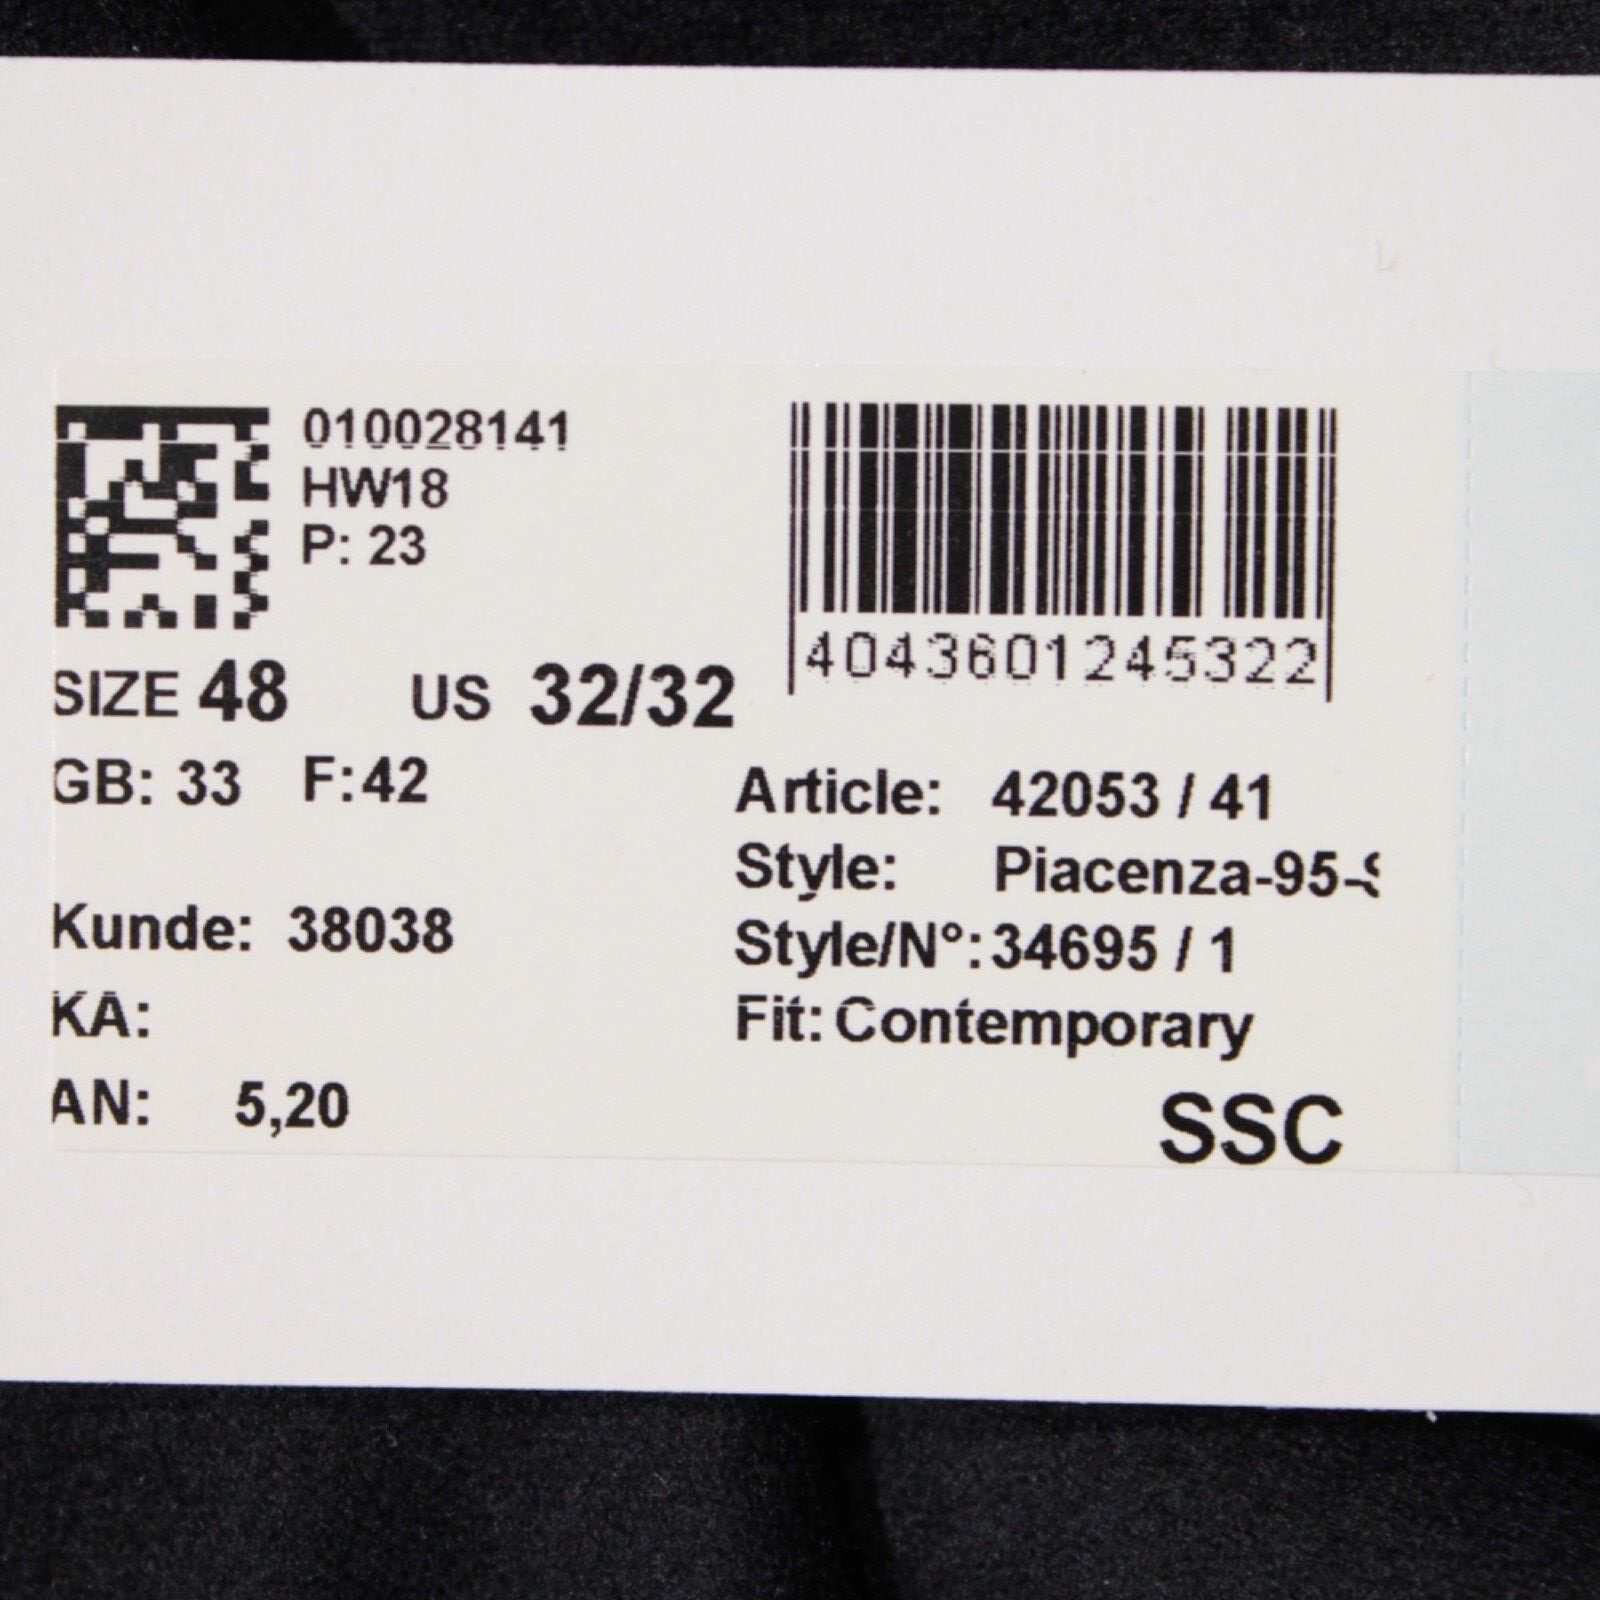 010028141
HW18
P: 23
4043601245322
SIZE 48 US 32/32
GB: 33 F:42
Article: 42053 / 41
Style: Piacenza-95-S
Kunde: 38038
Style/N°: 34695 / 1
KA:
Fit: Contemporary
AN: 5,20
SSC